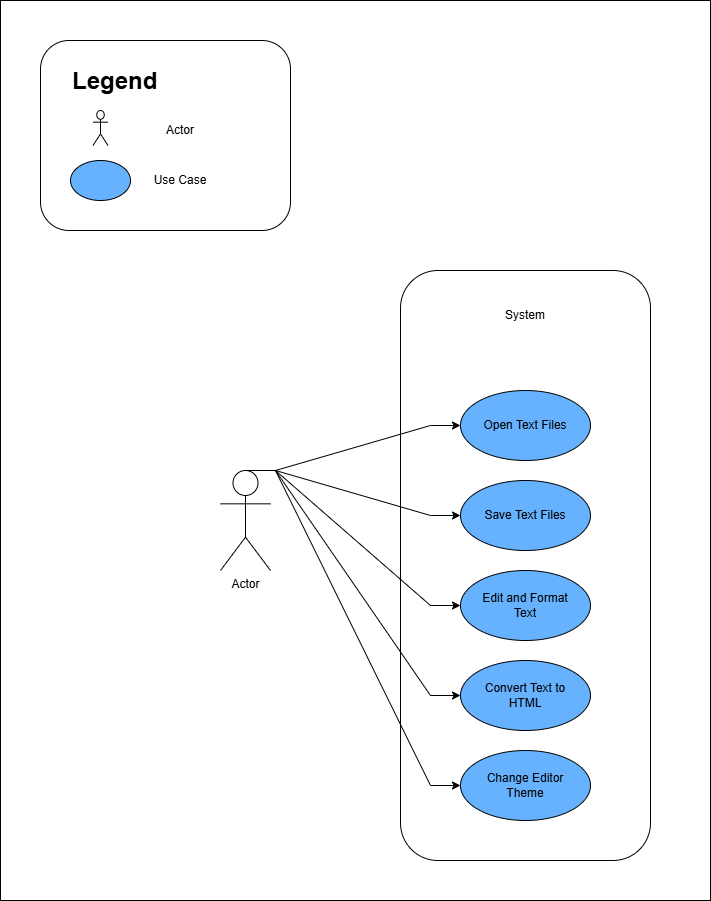 Legend
Actor
Use Case
System
Open Text Files
Save Text Files
Edit and Format
Text
Actor
Convert Text to
HTML
Change Editor
Theme